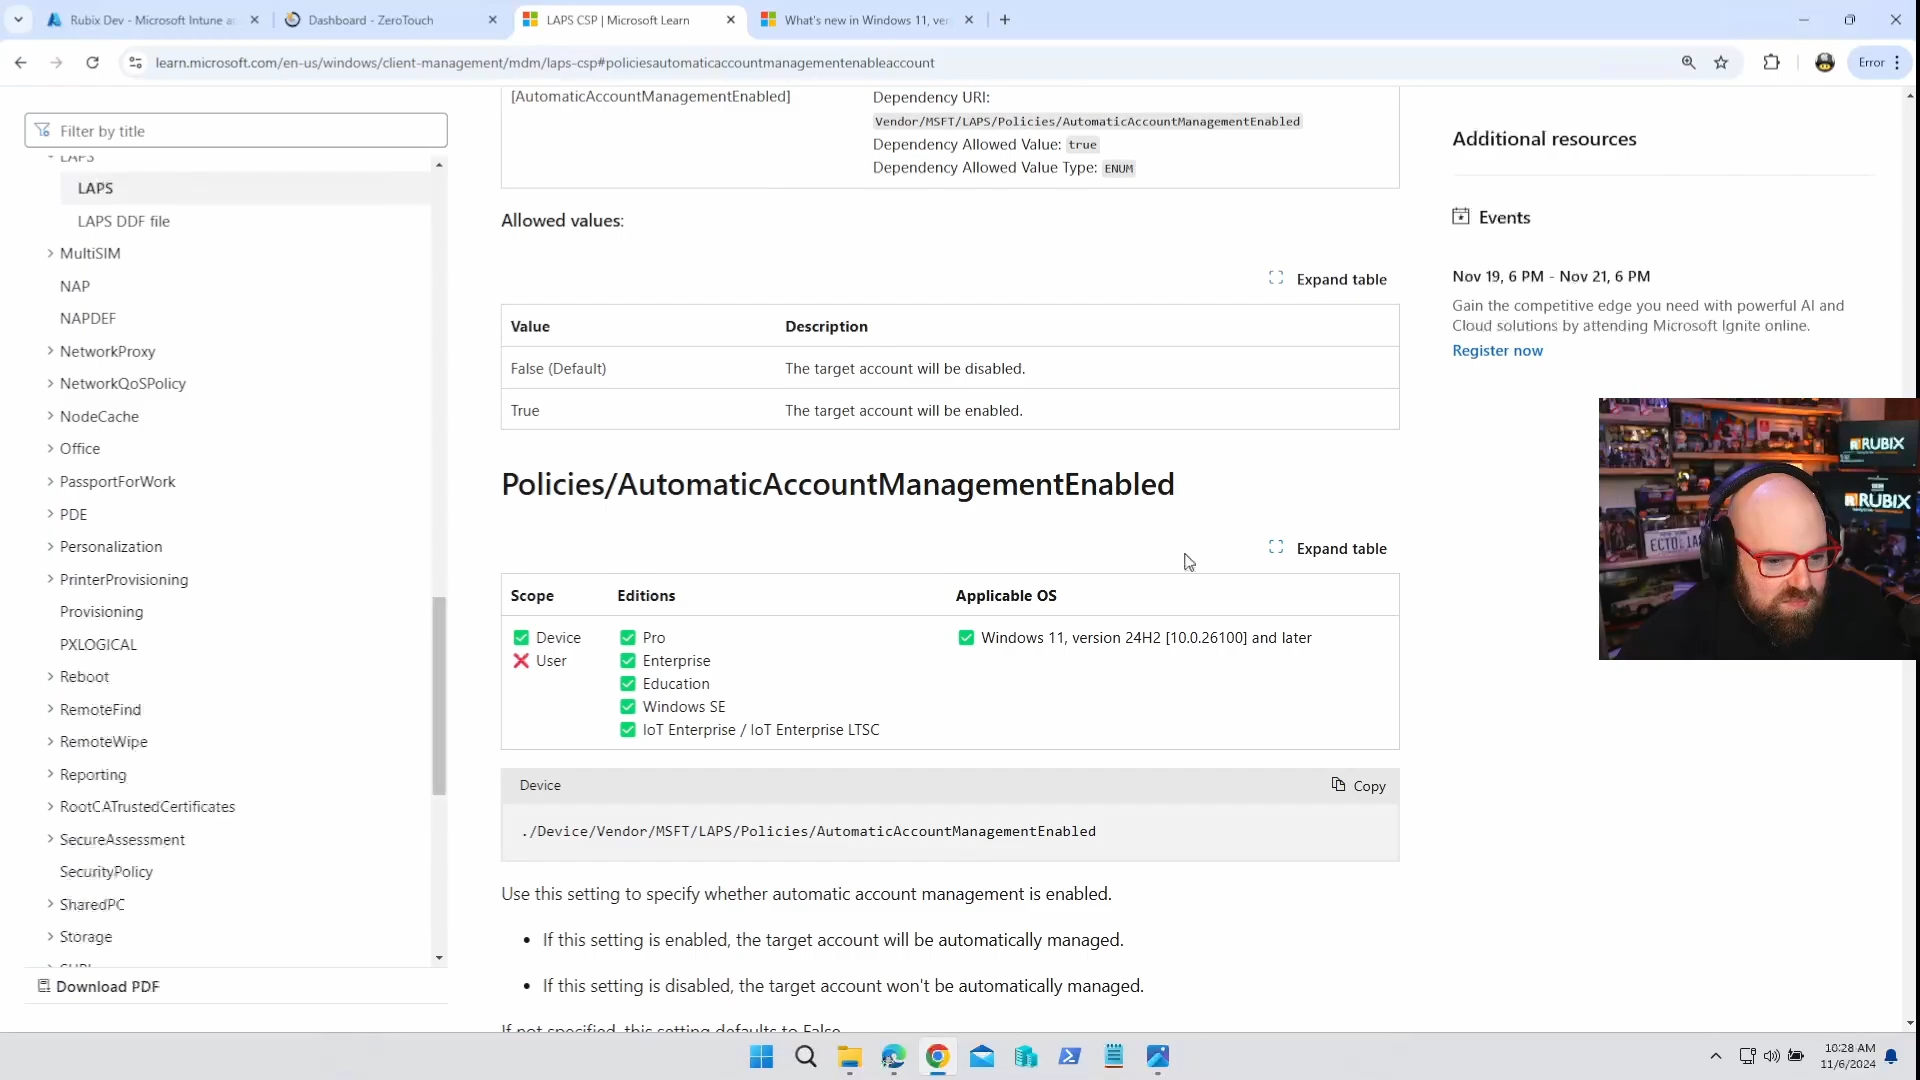 Rubix Dev - Microsoft Intune a
Dashboard - ZeroTouch
LAPS CSP | Microsoft Learn
What's new in Windows 11, ver
learn.microsoft.com/en-us/windows/client-management/mdm/laps-csp#policiesautomaticaccountmanagementenableaccount
Error
Filter by title
LAPS
LAPS
LAPS DDF file
MultiSIM
NAP
NAPDEF
NetworkProxy
NetworkQoSPolicy
NodeCache
Office
PassportForWork
PDE
Personalization
PrinterProvisioning
Provisioning
PXLOGICAL
Reboot
RemoteFind
RemoteWipe
Reporting
RootCATrustedCertificates
SecureAssessment
SecurityPolicy
SharedPC
Storage
Download PDF
[AutomaticAccountManagementEnabled]
Dependency URI:
Vendor/MSFT/LAPS/Policies/AutomaticAccountManagementEnabled
Dependency Allowed Value: true
Dependency Allowed Value Type: ENUM
Allowed values:
Expand table
Value Description
False (Default) The target account will be disabled.
True The target account will be enabled.
Policies/AutomaticAccountManagementEnabled
Expand table
Scope Editions Applicable OS
✅ Device ✅ Pro ✅ Windows 11, version 24H2 [10.0.26100] and later
❌ User ✅ Enterprise
✅ Education
✅ Windows SE
✅ IoT Enterprise / IoT Enterprise LTSC
Device Copy
./Device/Vendor/MSFT/LAPS/Policies/AutomaticAccountManagementEnabled
Use this setting to specify whether automatic account management is enabled.
• If this setting is enabled, the target account will be automatically managed.
• If this setting is disabled, the target account won't be automatically managed.
If not specified, this setting defaults to False
Additional resources
Events
Nov 19, 6 PM - Nov 21, 6 PM
Gain the competitive edge you need with powerful AI and
Cloud solutions by attending Microsoft Ignite online.
Register now
RUBIX
RUBIX
10:28 AM
11/6/2024